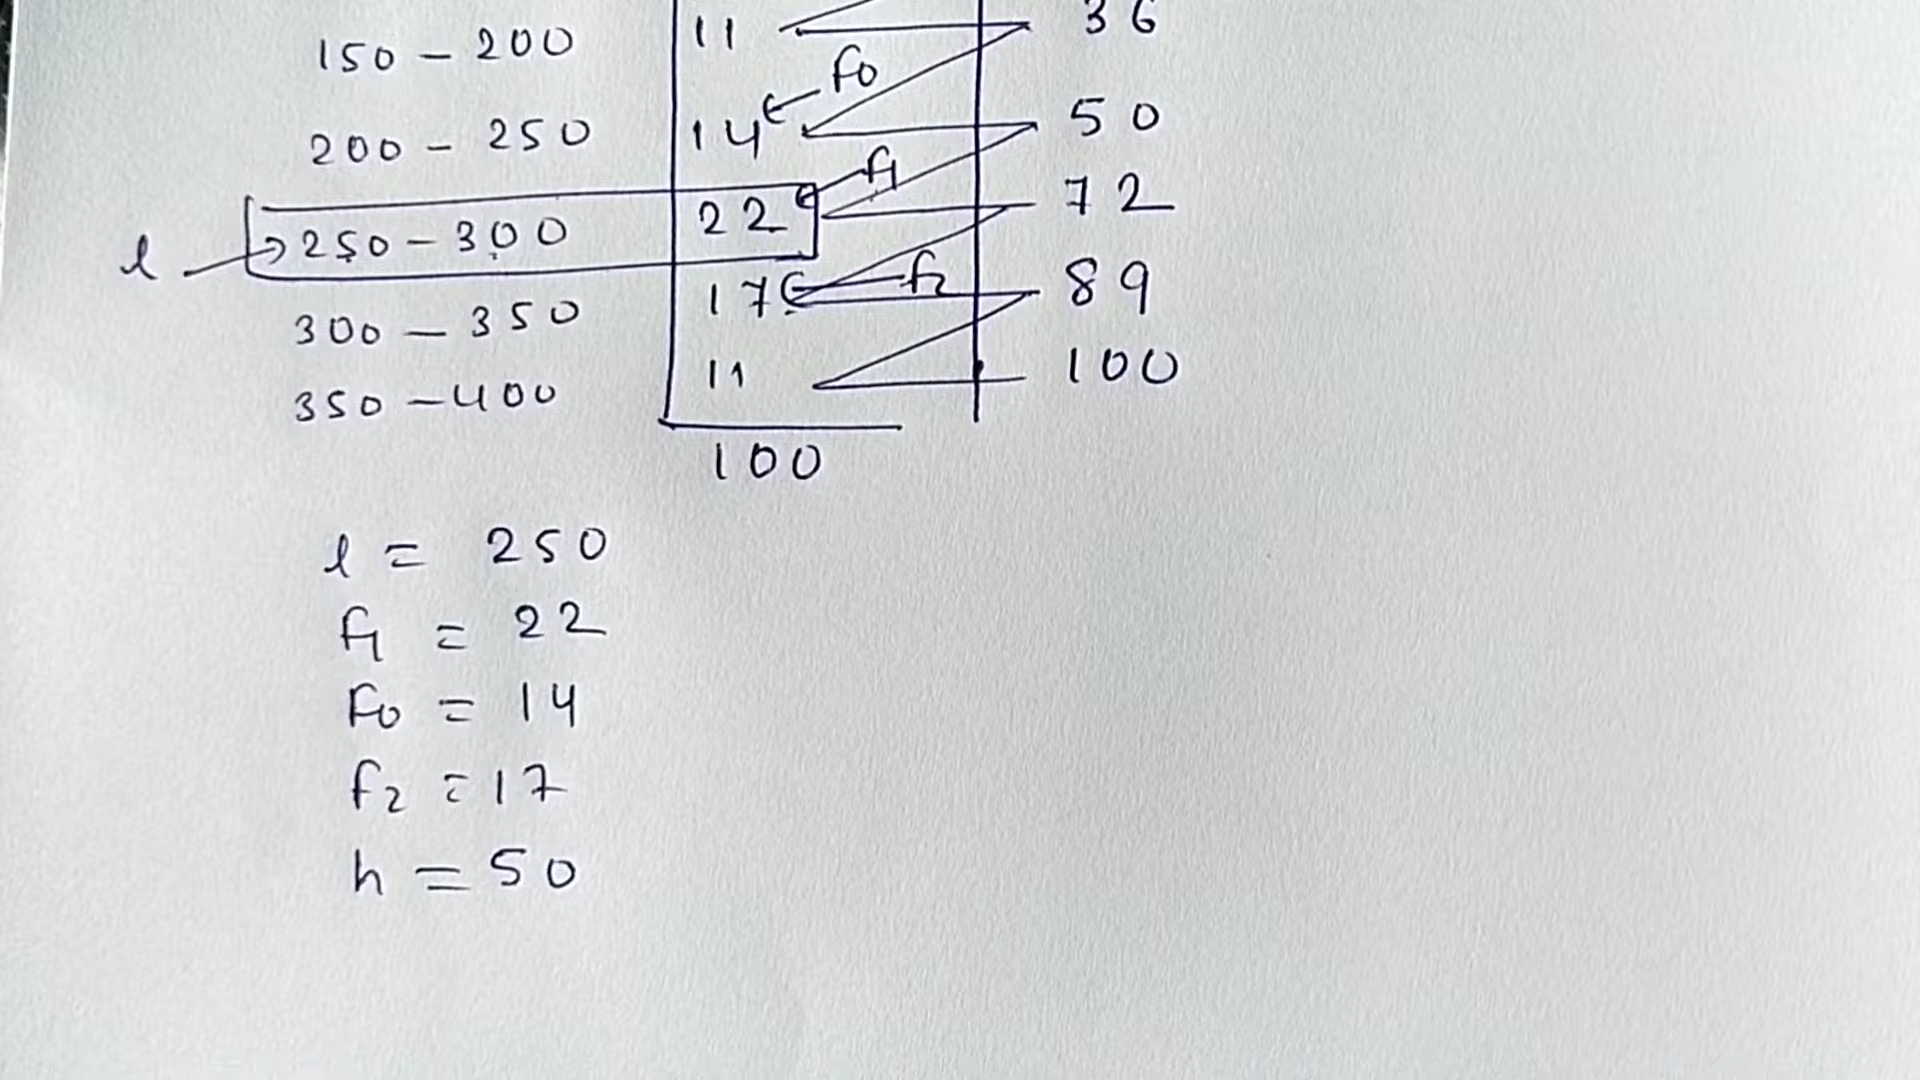 150 - 200 11 36
200 - 250 14 f0 50
l 250 - 300 22 f1 72
300 - 350 17 f2 89
350 - 400 11 100
100
l = 250
f1 = 22
f0 = 14
f2 = 17
h = 50